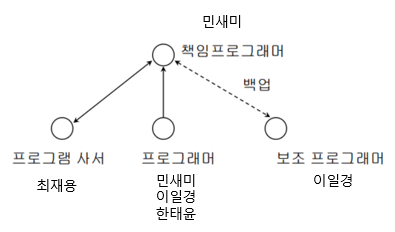 민새미
책임프로그래머
백업
프로그램 사서
프로그래머
보조 프로그래머
최재용
민새미
이일경
한태윤
이일경